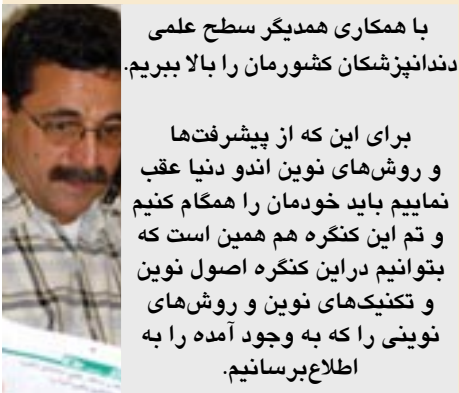 با همکاری همدیگر سطح علمی
دندانپزشکان کشورمان را بالا ببریم.
برای این که از پیشرفت‌ها
و روش‌های نوین اندو دنیا عقب
نماییم باید خودمان را همگام کنیم
و تم این کنگره هم همین است که
بتوانیم دراین کنگره اصول نوین
و تکنیک‌های نوین و روش‌های
نوینی را که به وجود آمده را به
اطلاع‌برسانیم.